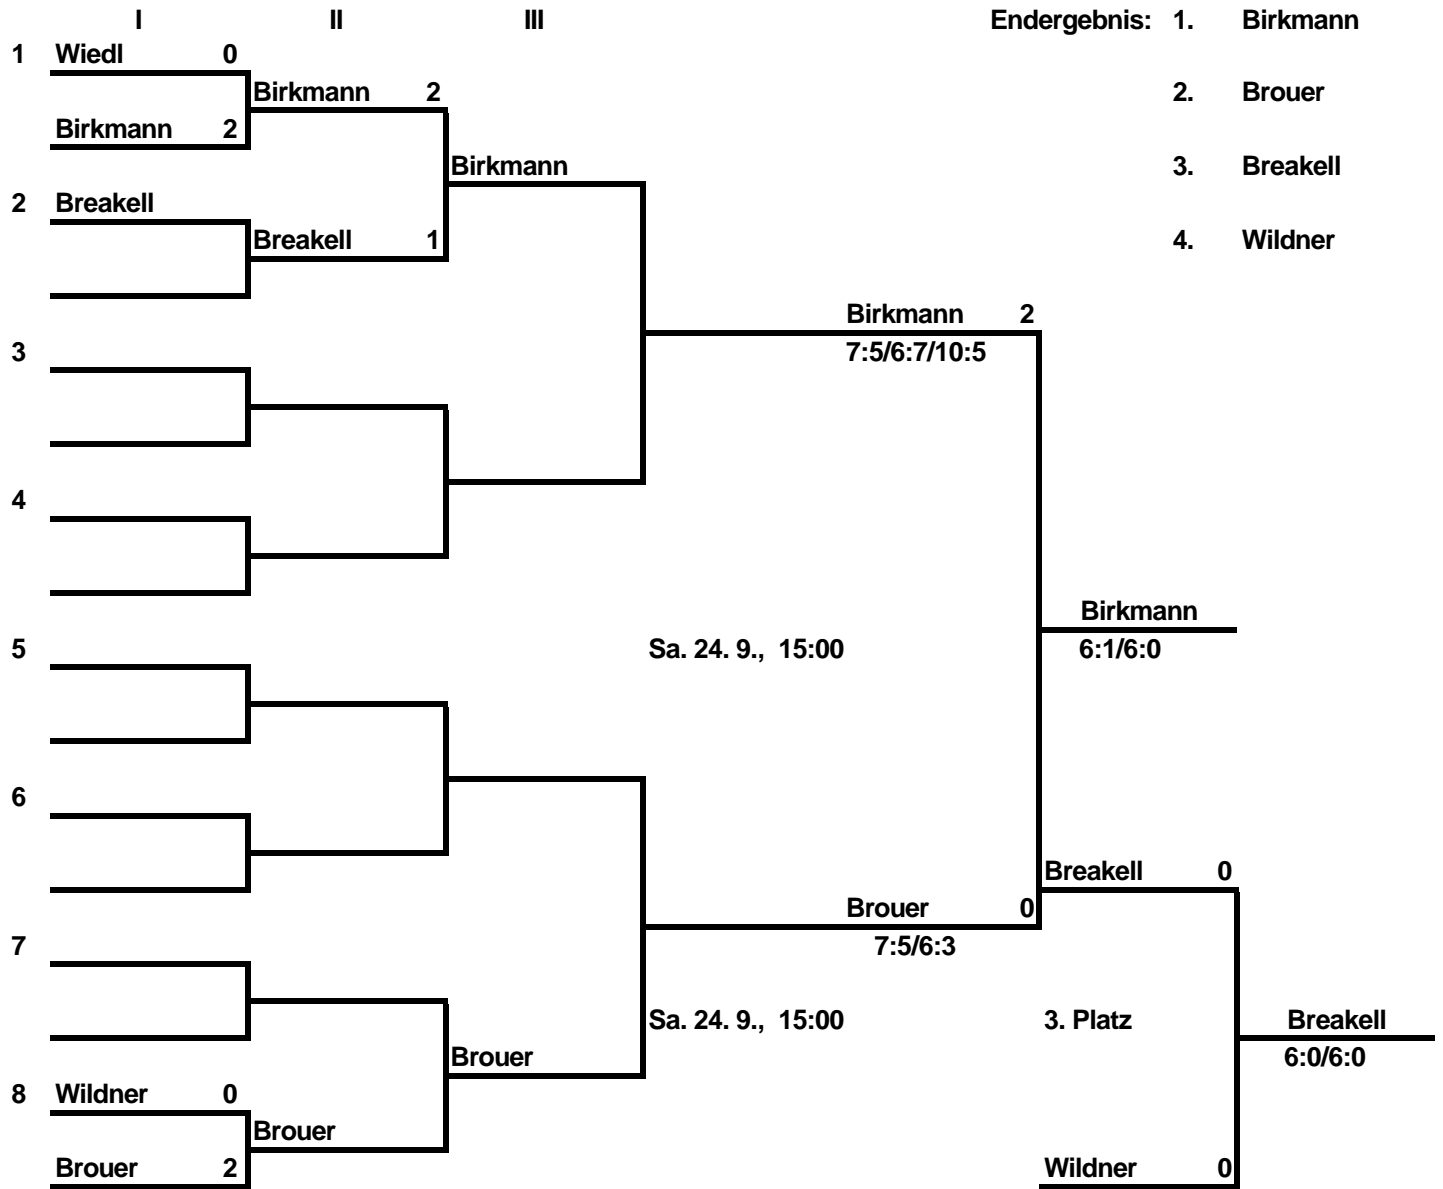 I II III Endergebnis: 1. Birkmann
1 Wiedl 0
Birkmann 2 2. Brouer
Birkmann 2
Birkmann 3. Breakell
2 Breakell
Breakell 1 4. Wildner
Birkmann 2
3 7:5/6:7/10:5
4
Birkmann
5 Sa. 24. 9., 15:00 6:1/6:0
6
Breakell 0
Brouer 0
7 7:5/6:3
Sa. 24. 9., 15:00 3. Platz Breakell
Brouer 6:0/6:0
8 Wildner 0
Brouer
Brouer 2 Wildner 0